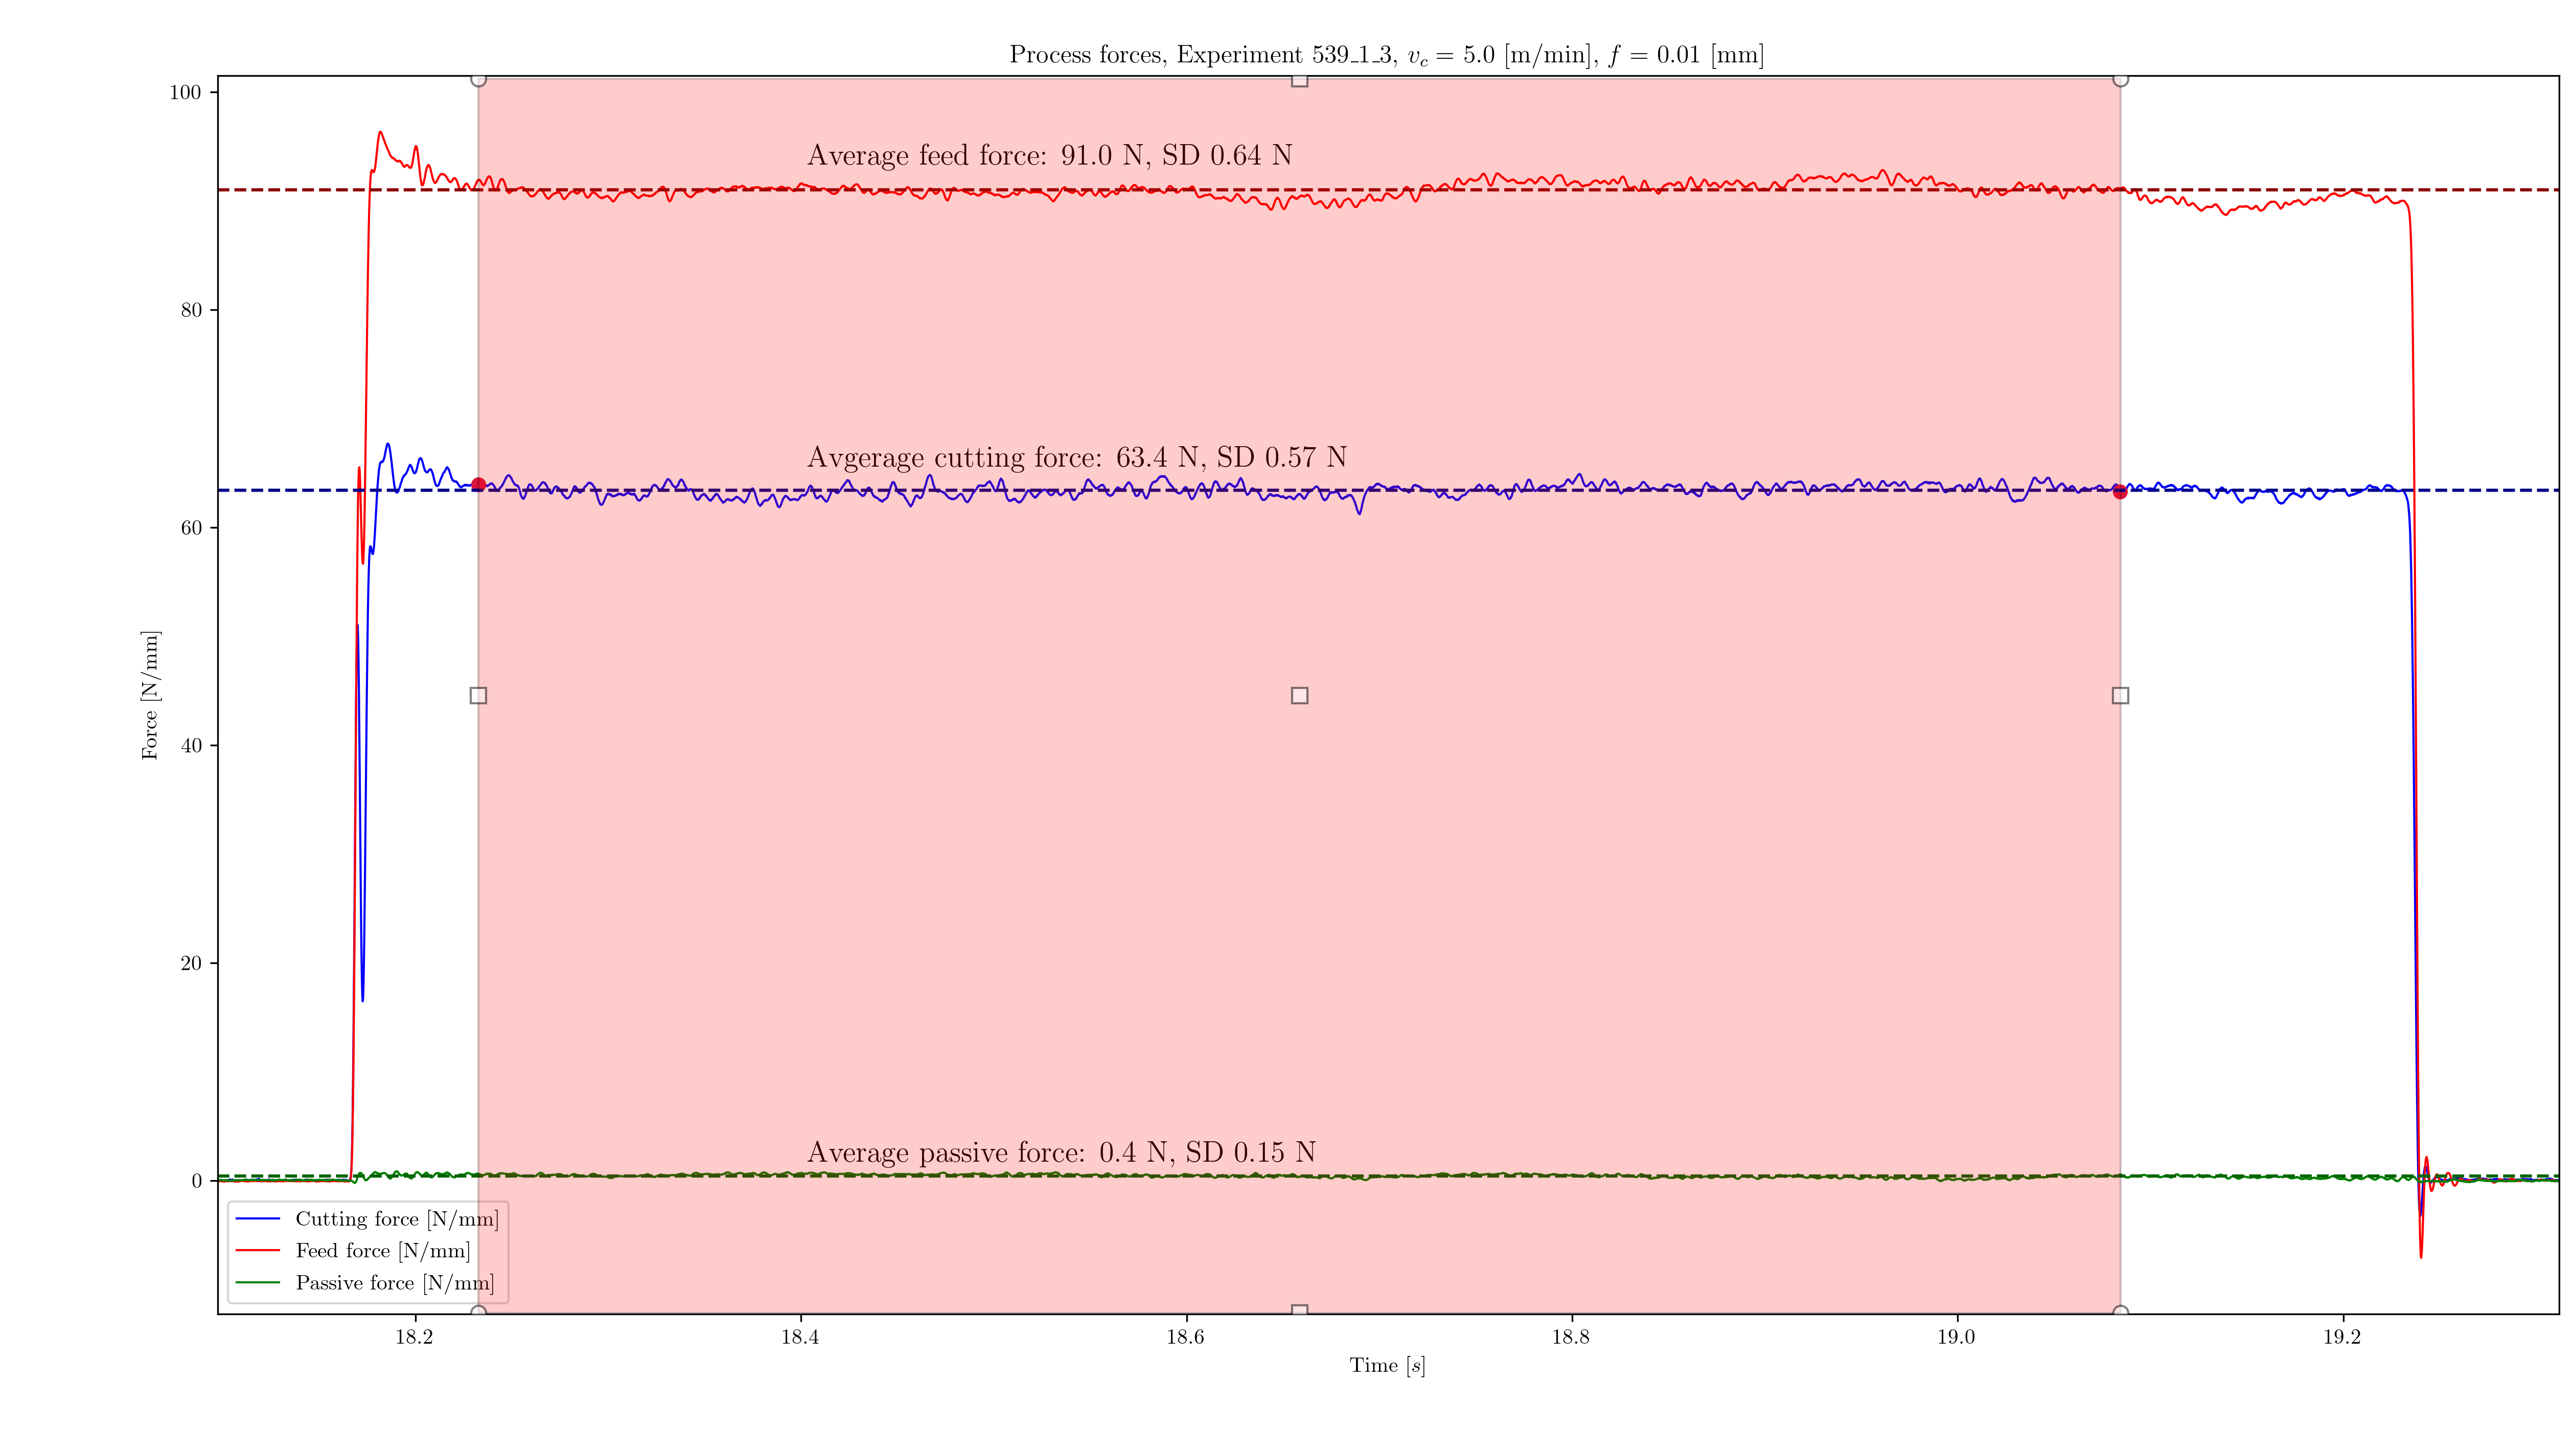 Process forces, Experiment 539_1_3, v_c = 5.0 [m/min], f = 0.01 [mm]
100
80
60
40
20
0
Force [N/mm]
Average feed force: 91.0 N, SD 0.64 N
Avgerage cutting force: 63.4 N, SD 0.57 N
Average passive force: 0.4 N, SD 0.15 N
Cutting force [N/mm]
Feed force [N/mm]
Passive force [N/mm]
18.2
18.4
18.6
18.8
19.0
19.2
Time [s]